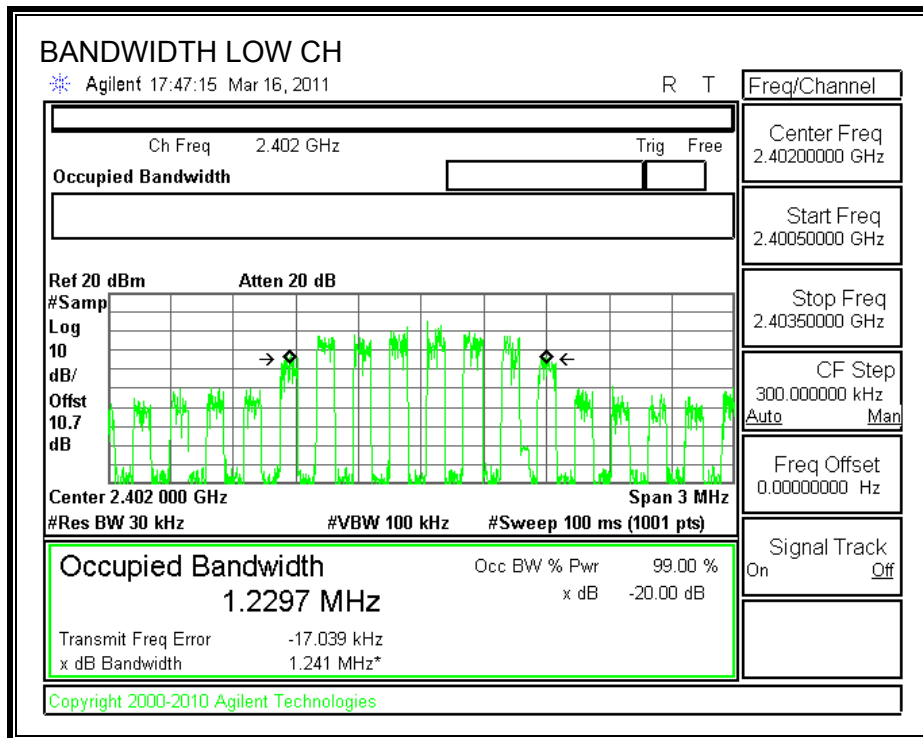 BANDWIDTH LOW CH
Agilent 17:47:15 Mar 16, 2011 R T
Ch Freq 2.402 GHz Trig Free
Occupied Bandwidth
Ref 20 dBm Atten 20 dB
#Samp
Log
10
dB/
Offst
10.7
dB
Center 2.402 000 GHz Span 3 MHz
#Res BW 30 kHz #VBW 100 kHz #Sweep 100 ms (1001 pts)
Occupied Bandwidth
1.2297 MHz
Occ BW % Pwr 99.00 %
x dB -20.00 dB
Transmit Freq Error -17.039 kHz
x dB Bandwidth 1.241 MHz*
Copyright 2000-2010 Agilent Technologies
Freq/Channel
Center Freq
2.40200000 GHz
Start Freq
2.40050000 GHz
Stop Freq
2.40350000 GHz
CF Step
300.000000 kHz
Auto Man
Freq Offset
0.00000000 Hz
Signal Track
On Off